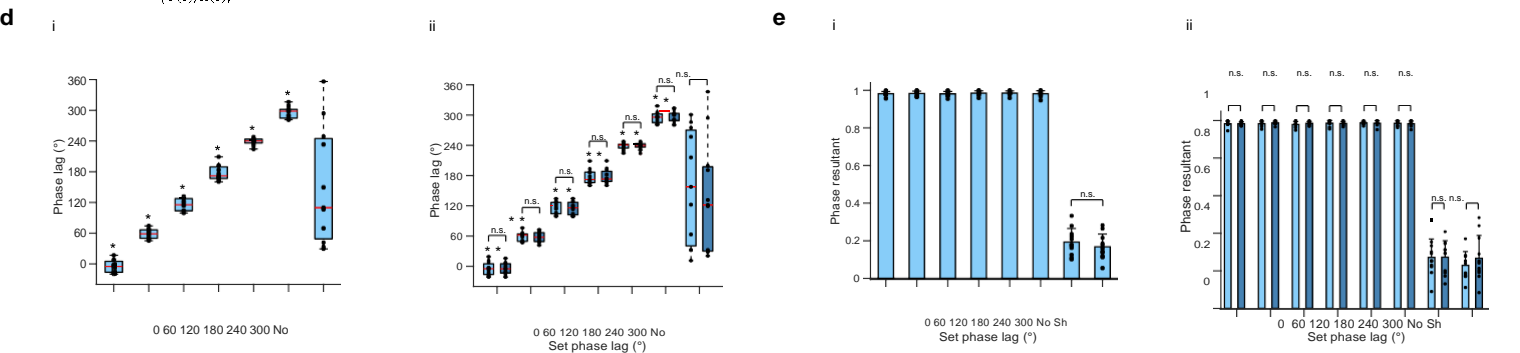 d
i
360
300
240
180
120
60
0
Phase lag (°)
*
*
*
*
*
*
0 60 120 180 240 300 No
ii
360
300
240
180
120
60
0
Phase lag (°)
n.s.
n.s.
n.s.
n.s.
n.s.
n.s.
n.s.
* *
* *
* *
* *
* *
* *
0 60 120 180 240 300 No
Set phase lag (°)
e
i
1
0.8
0.6
0.4
0.2
0
Phase resultant
n.s.
0 60 120 180 240 300 No Sh
Set phase lag (°)
ii
n.s. n.s. n.s. n.s. n.s. n.s.
1
0.8
0.6
0.4
0.2
0
Phase resultant
n.s. n.s.
0 60 120 180 240 300 No Sh
Set phase lag (°)